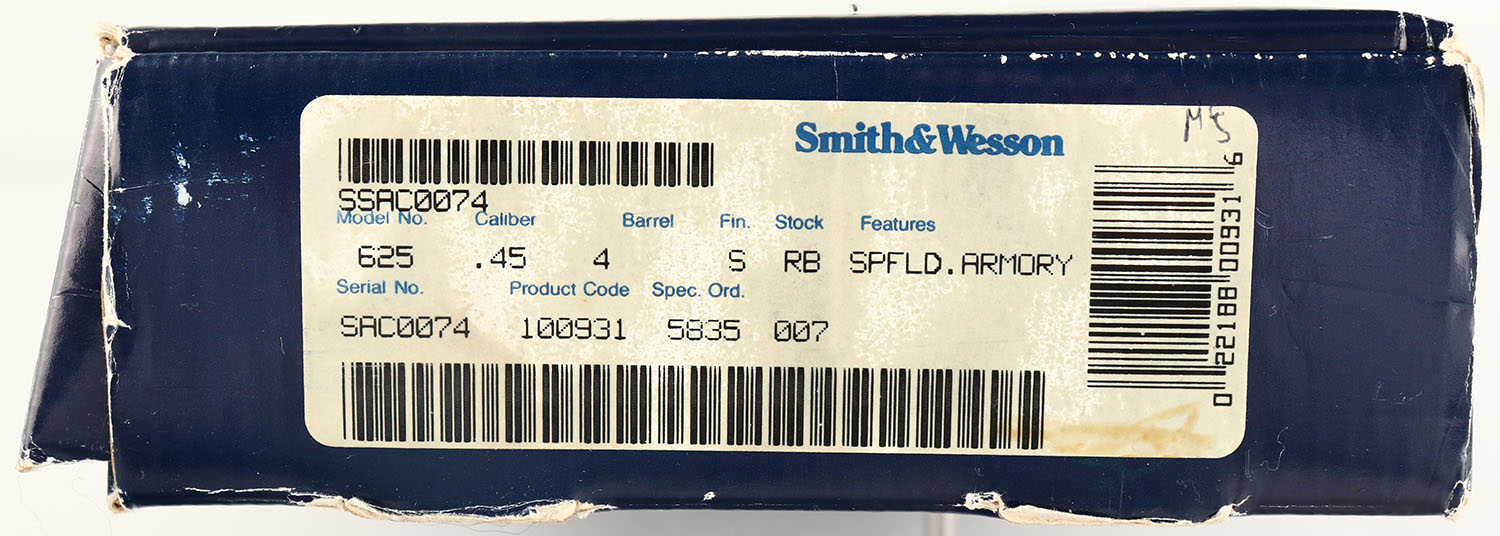 Smith&Wesson
M'S
SSAC0074
Model No. Caliber Barrel Fin. Stock Features
625 .45 4 S RB SPFLD.ARMORY
Serial No. Product Code Spec. Ord.
SAC0074 100931 5835 007
0 22188 00931 6